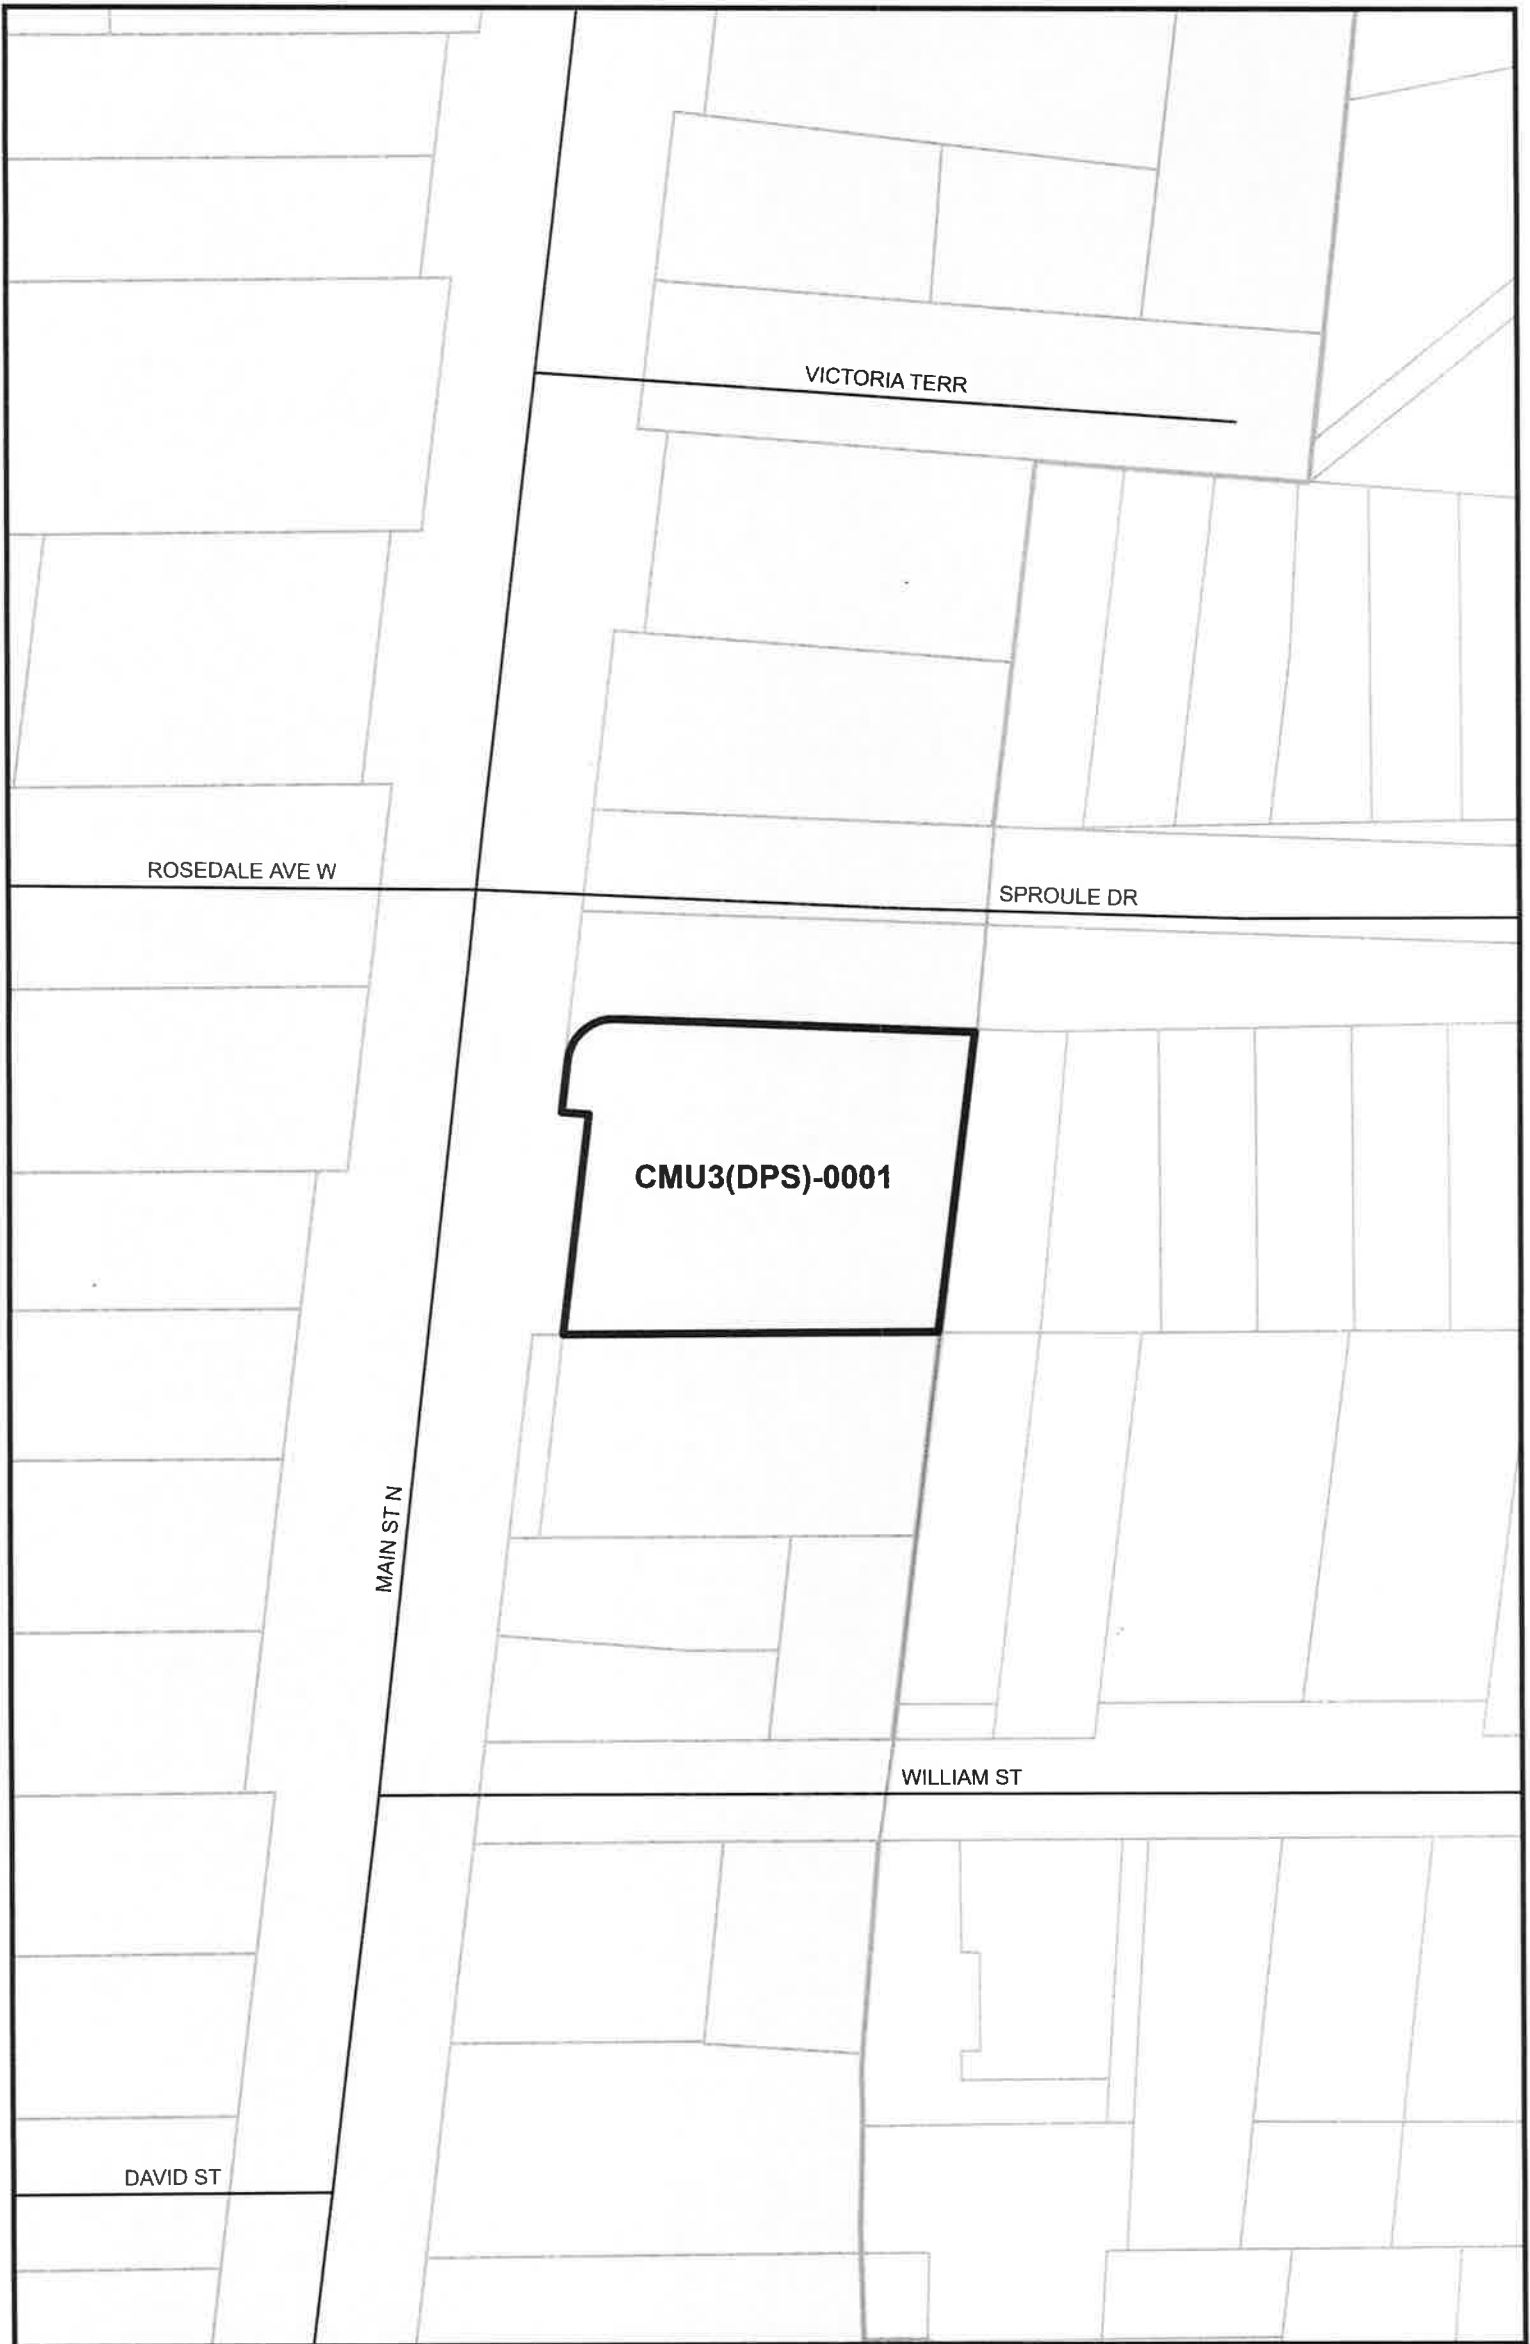 VICTORIA TERR
ROSEDALE AVE W
SPROULE DR
CMU3(DPS)-0001
MAIN ST N
WILLIAM ST
DAVID ST